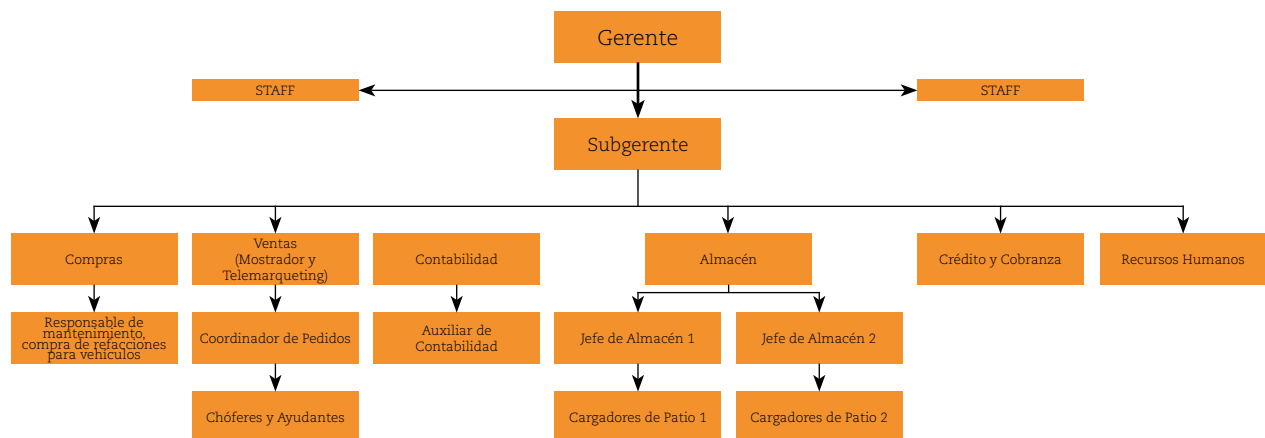 Gerente
STAFF
STAFF
Subgerente
Compras
Ventas
(Mostrador y
Telemarqueting)
Contabilidad
Almacén
Crédito y Cobranza
Recursos Humanos
Responsable de
mantenimiento,
compra de refacciones
para vehículos
Coordinador de Pedidos
Auxiliar de
Contabilidad
Jefe de Almacén 1
Jefe de Almacén 2
Chóferes y Ayudantes
Cargadores de Patio 1
Cargadores de Patio 2